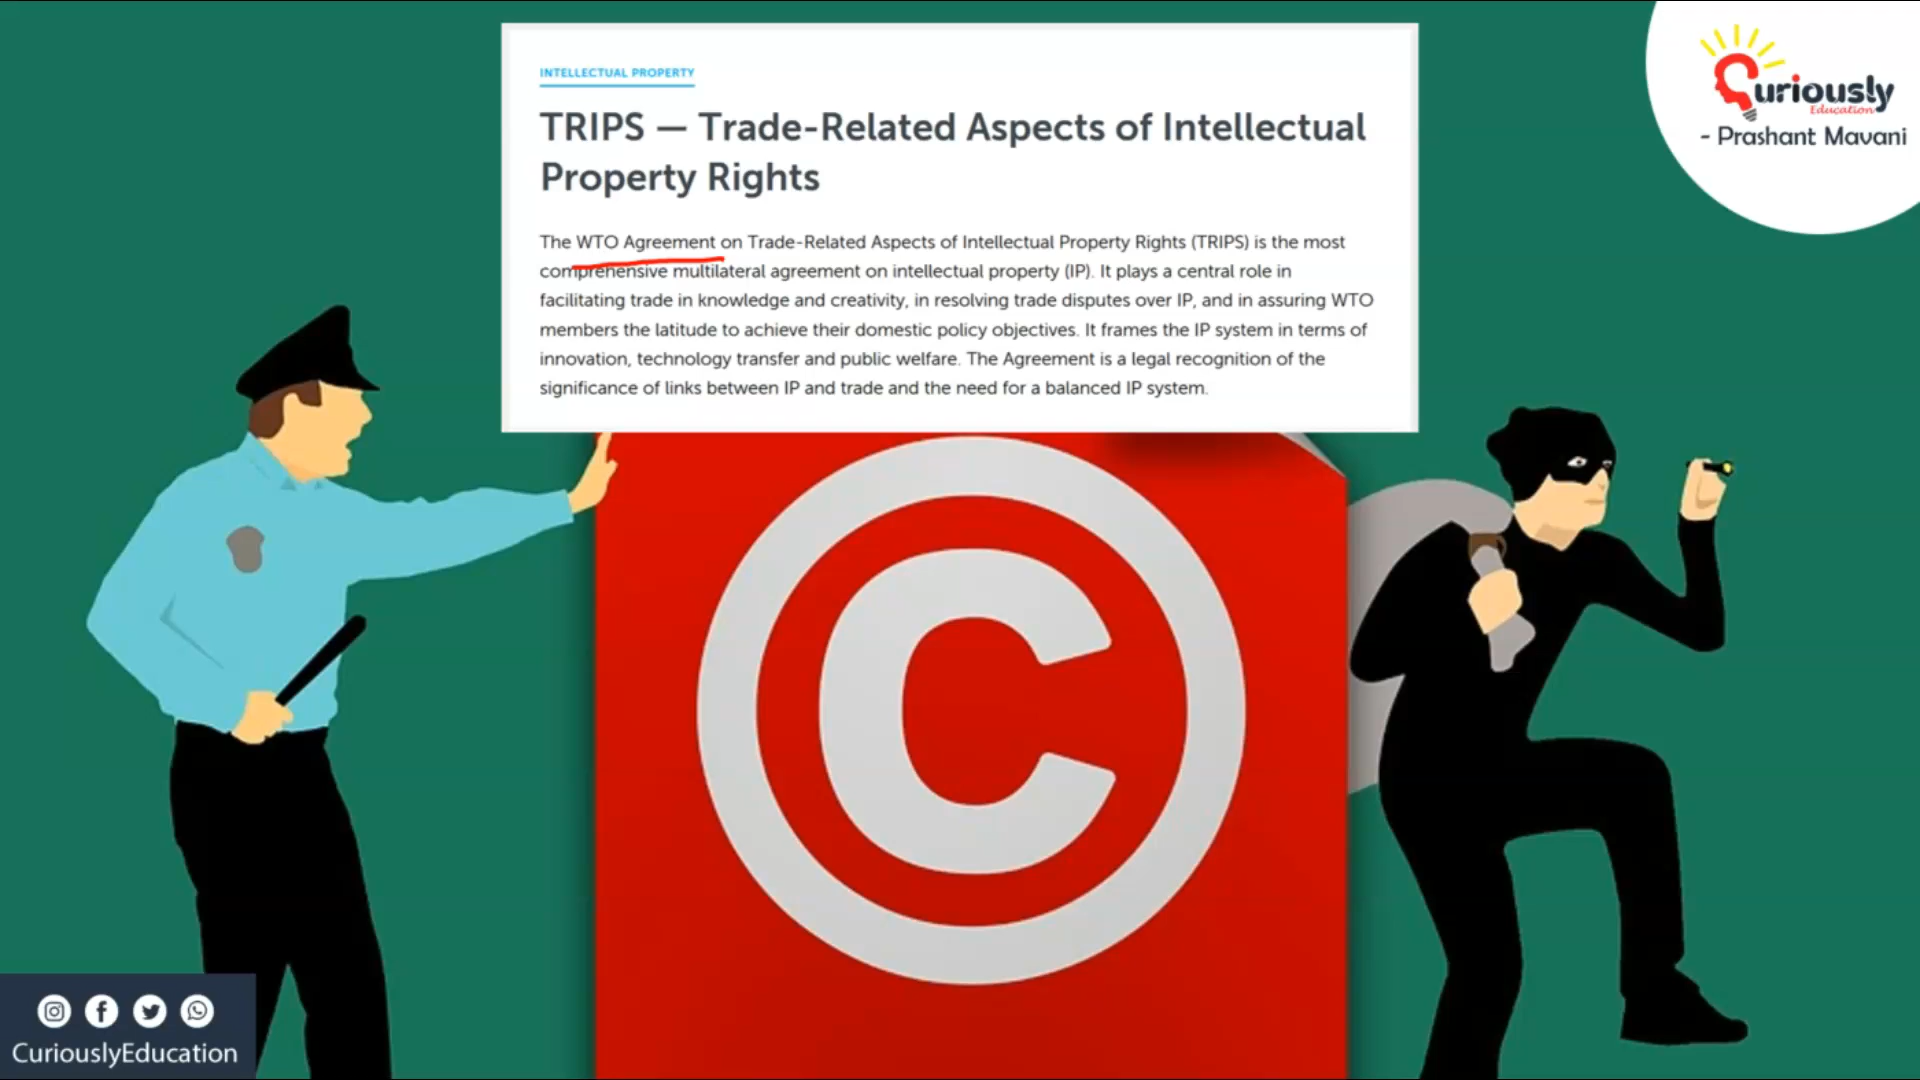 INTELLECTUAL PROPERTY
TRIPS — Trade-Related Aspects of Intellectual
Property Rights
The WTO Agreement on Trade-Related Aspects of Intellectual Property Rights (TRIPS) is the most
comprehensive multilateral agreement on intellectual property (IP). It plays a central role in
facilitating trade in knowledge and creativity, in resolving trade disputes over IP, and in assuring WTO
members the latitude to achieve their domestic policy objectives. It frames the IP system in terms of
innovation, technology transfer and public welfare. The Agreement is a legal recognition of the
significance of links between IP and trade and the need for a balanced IP system.
Curiously
Education
- Prashant Mavani
©
CuriouslyEducation